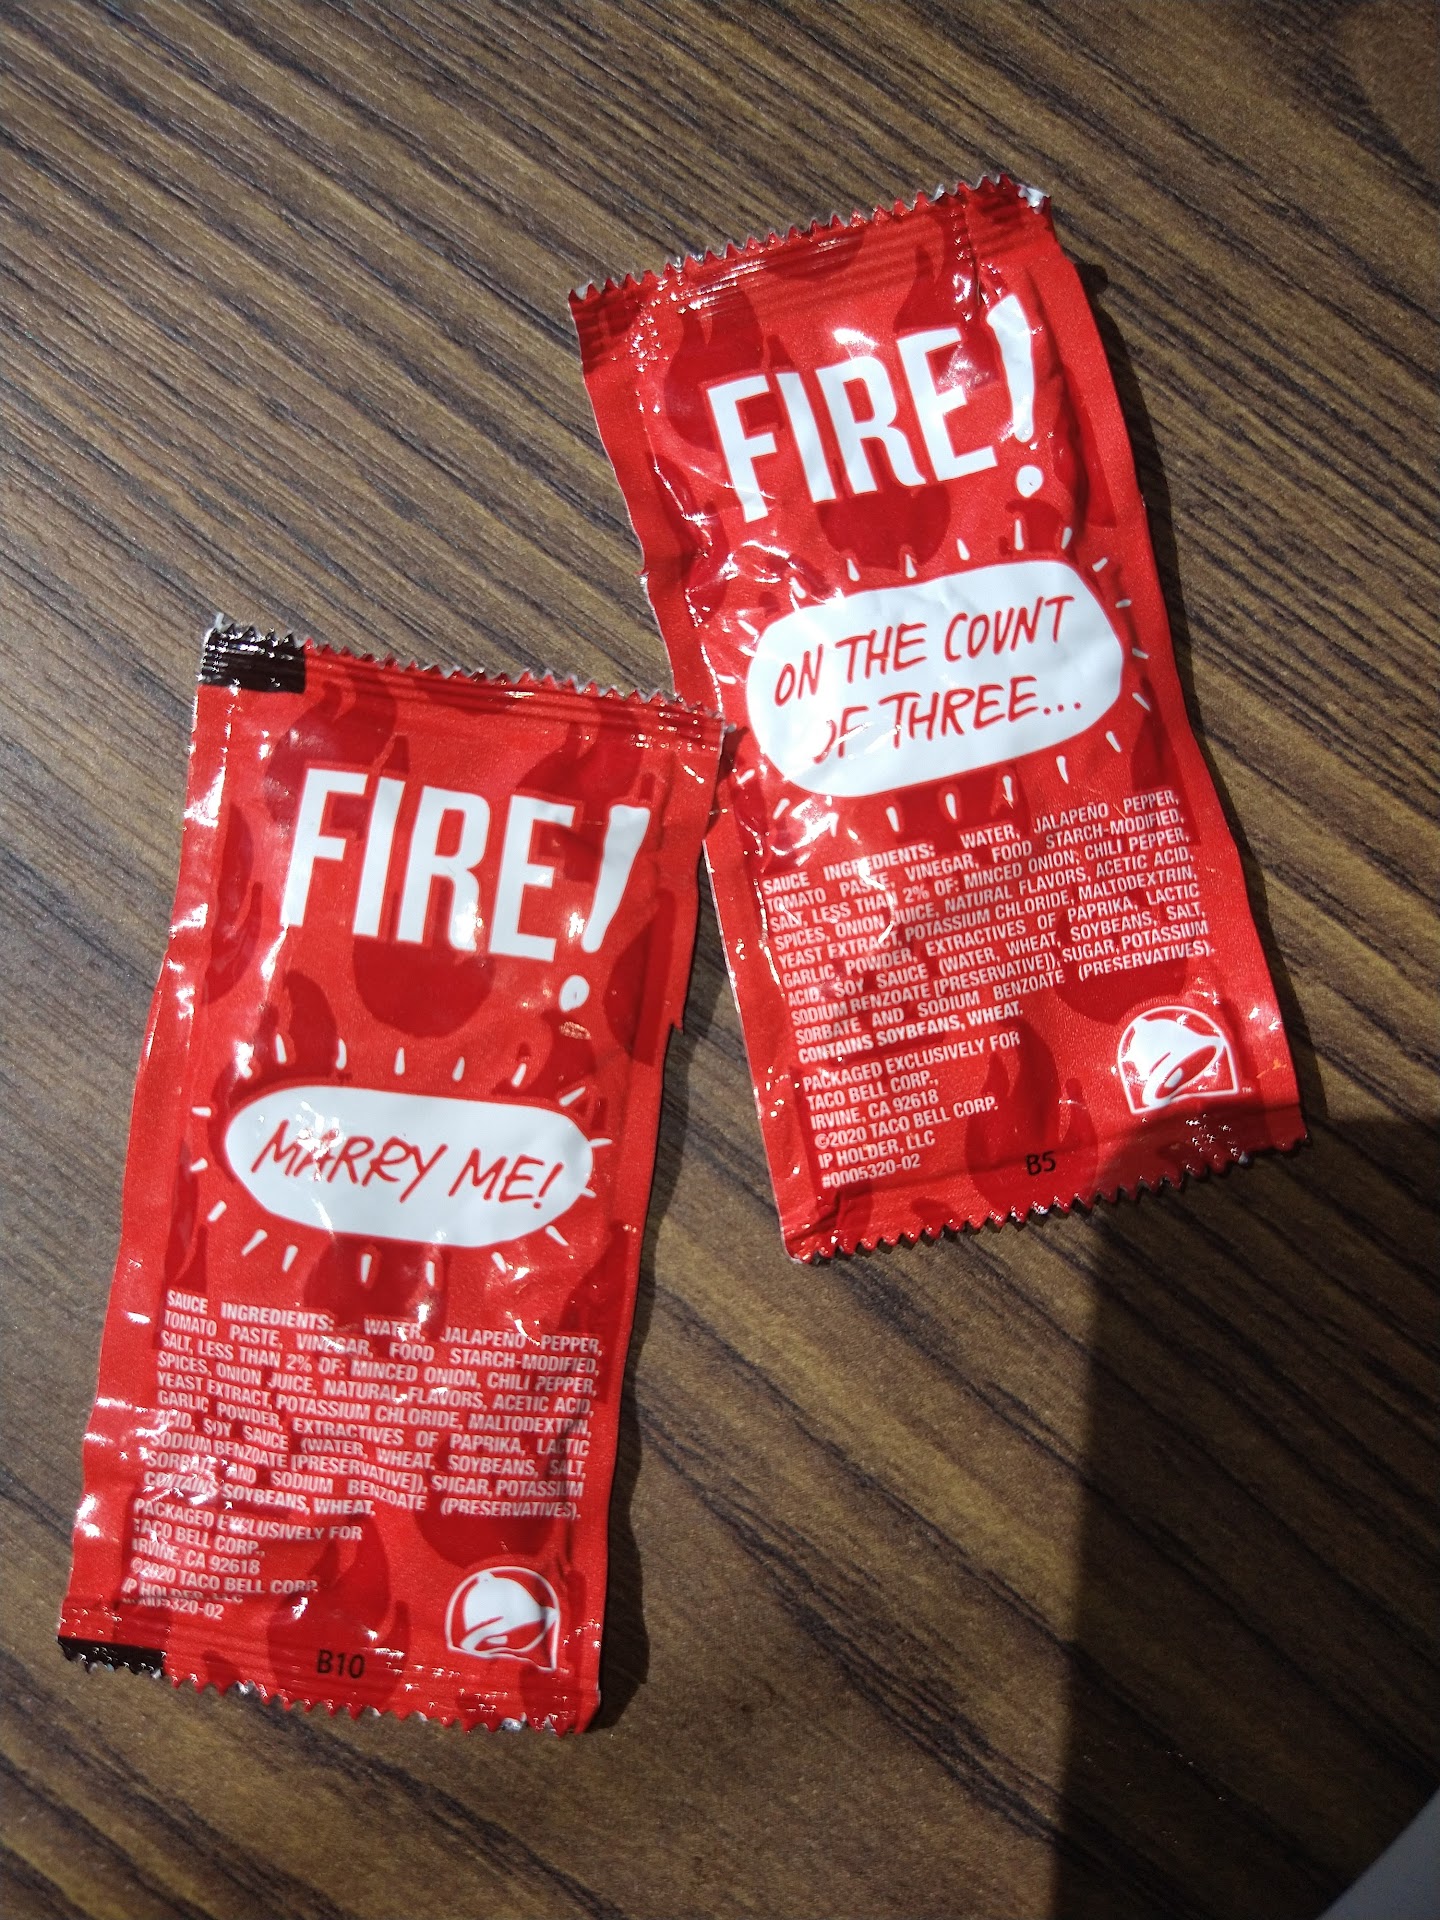 FIRE!
ON THE COUNT
OF THREE...
SAUCE INGREDIENTS: WATER, JALAPEÑO PEPPER,
TOMATO PASTE, VINEGAR, FOOD STARCH-MODIFIED,
SALT, LESS THAN 2% OF: MINCED ONION, CHILI PEPPER,
SPICES, ONION JUICE, NATURAL FLAVORS, ACETIC ACID,
YEAST EXTRACT, POTASSIUM CHLORIDE, MALTODEXTRIN,
GARLIC POWDER, EXTRACTIVES OF PAPRIKA, LACTIC
ACID, SOY SAUCE (WATER, WHEAT, SOYBEANS, SALT,
SODIUM BENZOATE [PRESERVATIVE]), SUGAR, POTASSIUM
SORBATE AND SODIUM BENZOATE (PRESERVATIVES).
CONTAINS SOYBEANS, WHEAT.
PACKAGED EXCLUSIVELY FOR
TACO BELL CORP.,
IRVINE, CA 92618
©2020 TACO BELL CORP.
IP HOLDER, LLC
#0005320-02
B5
TM
FIRE!
MARRY ME!
SAUCE INGREDIENTS: WATER, JALAPEÑO PEPPER,
TOMATO PASTE, VINEGAR, FOOD STARCH-MODIFIED,
SALT, LESS THAN 2% OF: MINCED ONION, CHILI PEPPER,
SPICES, ONION JUICE, NATURAL FLAVORS, ACETIC ACID,
YEAST EXTRACT, POTASSIUM CHLORIDE, MALTODEXTRIN,
GARLIC POWDER, EXTRACTIVES OF PAPRIKA, LACTIC
ACID, SOY SAUCE (WATER, WHEAT, SOYBEANS, SALT,
SODIUM BENZOATE [PRESERVATIVE]), SUGAR, POTASSIUM
SORBATE AND SODIUM BENZOATE (PRESERVATIVES).
CONTAINS SOYBEANS, WHEAT.
PACKAGED EXCLUSIVELY FOR
TACO BELL CORP.,
IRVINE, CA 92618
©2020 TACO BELL CORP.
IP HOLDER, LLC
#0005320-02
B10